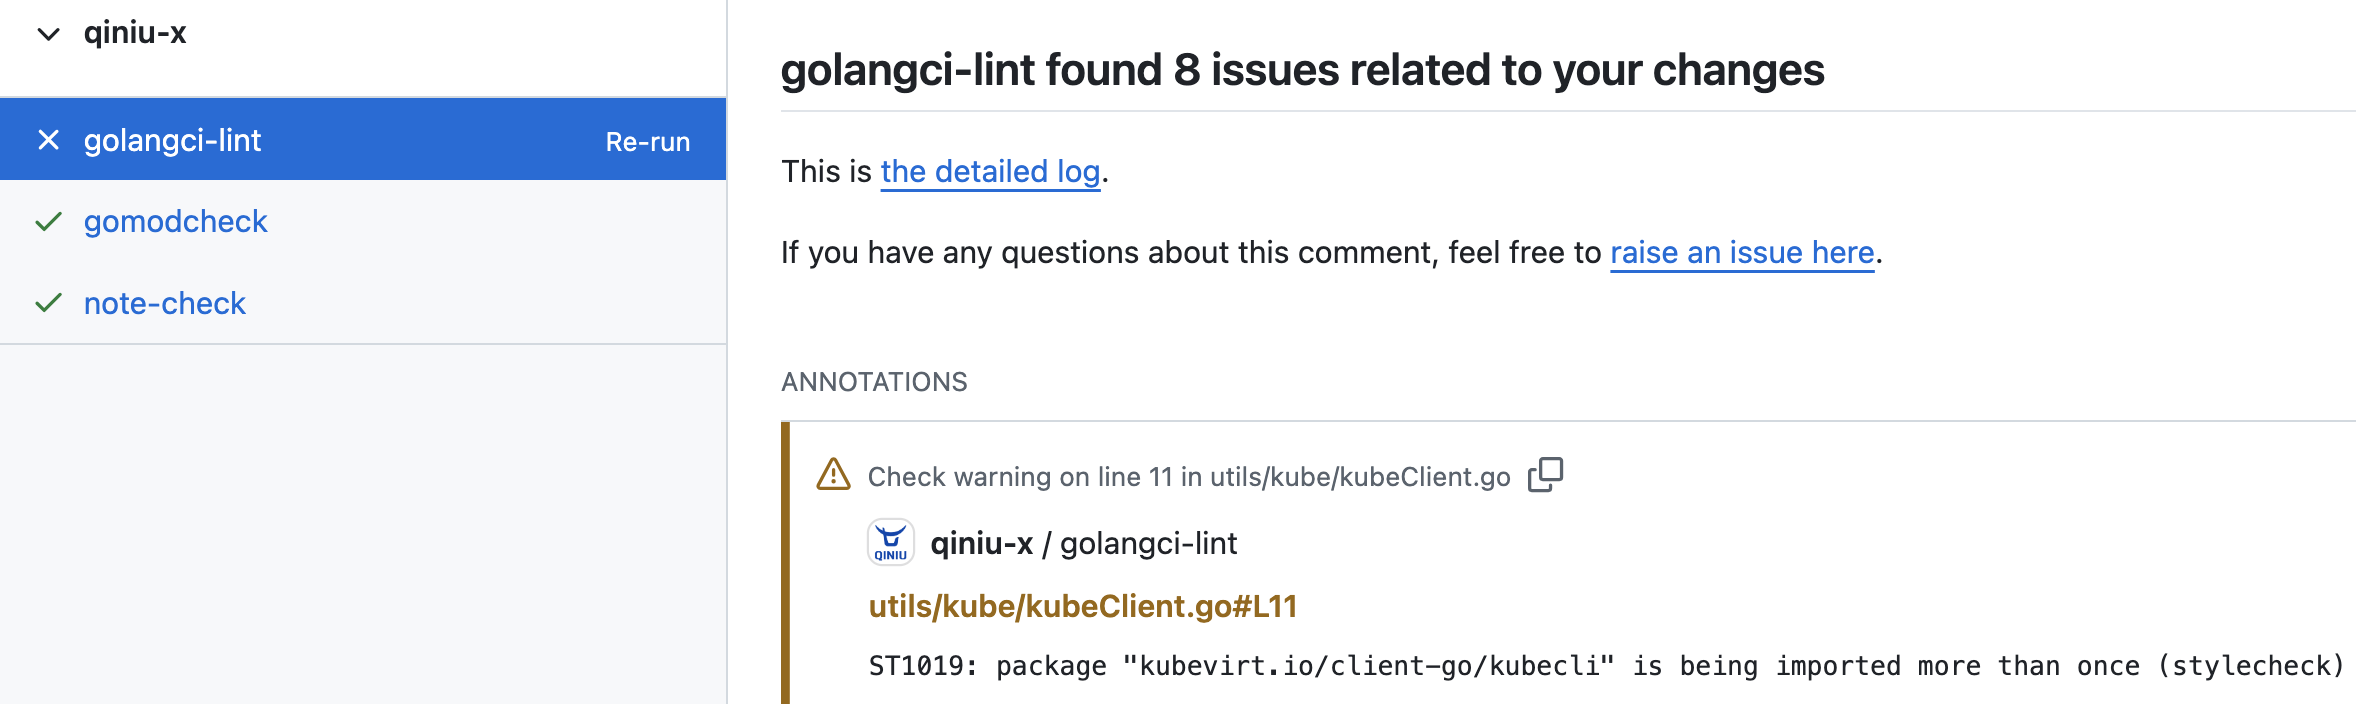 qiniu-x
golangci-lint
Re-run
gomodcheck
note-check
golangci-lint found 8 issues related to your changes
This is the detailed log.
If you have any questions about this comment, feel free to raise an issue here.
ANNOTATIONS
Check warning on line 11 in utils/kube/kubeClient.go
QINIU
qiniu-x / golangci-lint
utils/kube/kubeClient.go#L11
ST1019: package "kubevirt.io/client-go/kubecli" is being imported more than once (stylecheck)